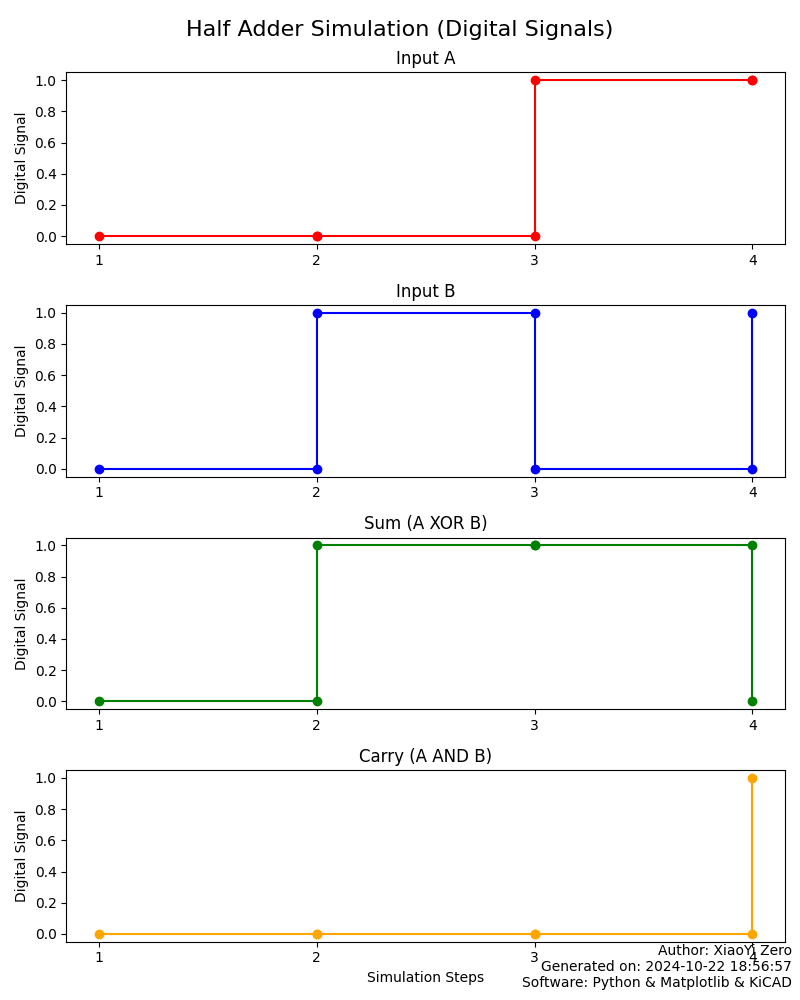 Half Adder Simulation (Digital Signals)
Input A
Digital Signal
1.0
0.8
0.6
0.4
0.2
0.0
1 2 3 4
Input B
Digital Signal
1.0
0.8
0.6
0.4
0.2
0.0
1 2 3 4
Sum (A XOR B)
Digital Signal
1.0
0.8
0.6
0.4
0.2
0.0
1 2 3 4
Carry (A AND B)
Digital Signal
1.0
0.8
0.6
0.4
0.2
0.0
1 2 3 4
Simulation Steps
Author: XiaoYi Zero
Generated on: 2024-10-22 18:56:57
Software: Python & Matplotlib & KiCAD